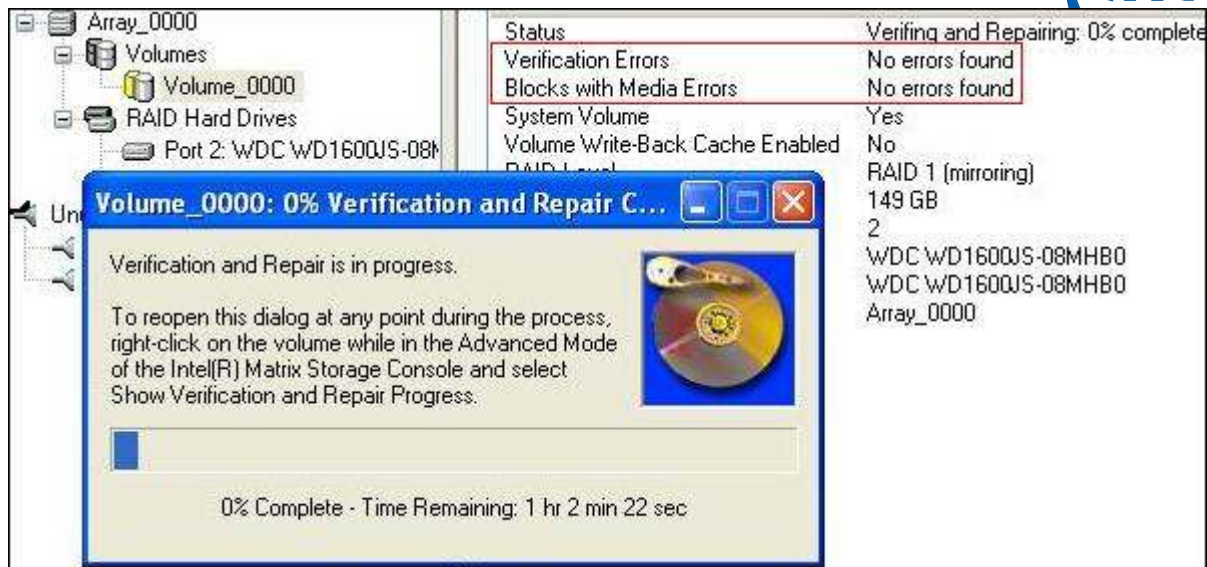 Array_0000
Volumes
Volume_0000
RAID Hard Drives
Port 2: WDC WD1600JS-08
Status Verifing and Repairing: 0% complete
Verification Errors No errors found
Blocks with Media Errors No errors found
System Volume Yes
Volume Write-Back Cache Enabled No
RAID Level RAID 1 (mirroring)
149 GB
2
WDC WD1600JS-08MHB0
WDC WD1600JS-08MHB0
Array_0000
Volume_0000: 0% Verification and Repair C...
Verification and Repair is in progress.
To reopen this dialog at any point during the process,
right-click on the volume while in the Advanced Mode
of the Intel(R) Matrix Storage Console and select
Show Verification and Repair Progress.
0% Complete - Time Remaining: 1 hr 2 min 22 sec